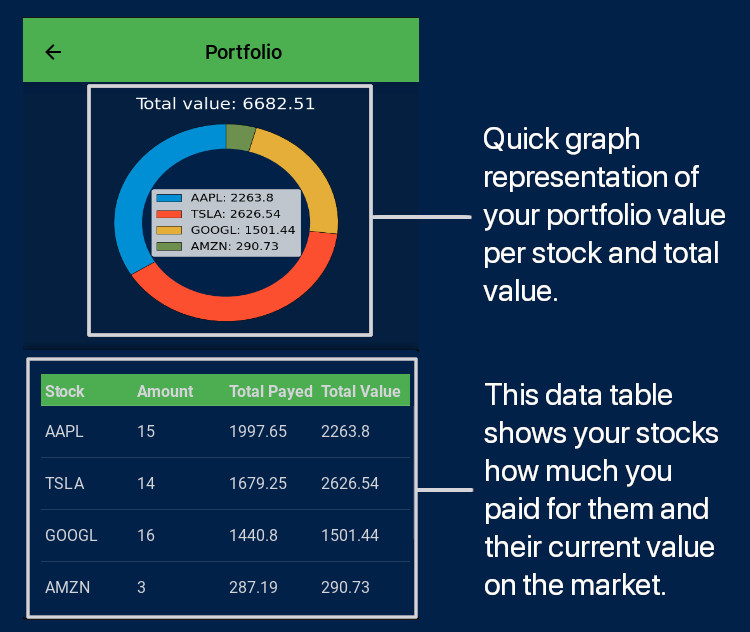 Portfolio
Total value: 6682.51
AAPL: 2263.8
TSLA: 2626.54
GOOGL: 1501.44
AMZN: 290.73
Quick graph
representation of
your portfolio value
per stock and total
value.
Stock Amount Total Payed Total Value
AAPL 15 1997.65 2263.8
TSLA 14 1679.25 2626.54
GOOGL 16 1440.8 1501.44
AMZN 3 287.19 290.73
This data table
shows your stocks
how much you
paid for them and
their current value
on the market.